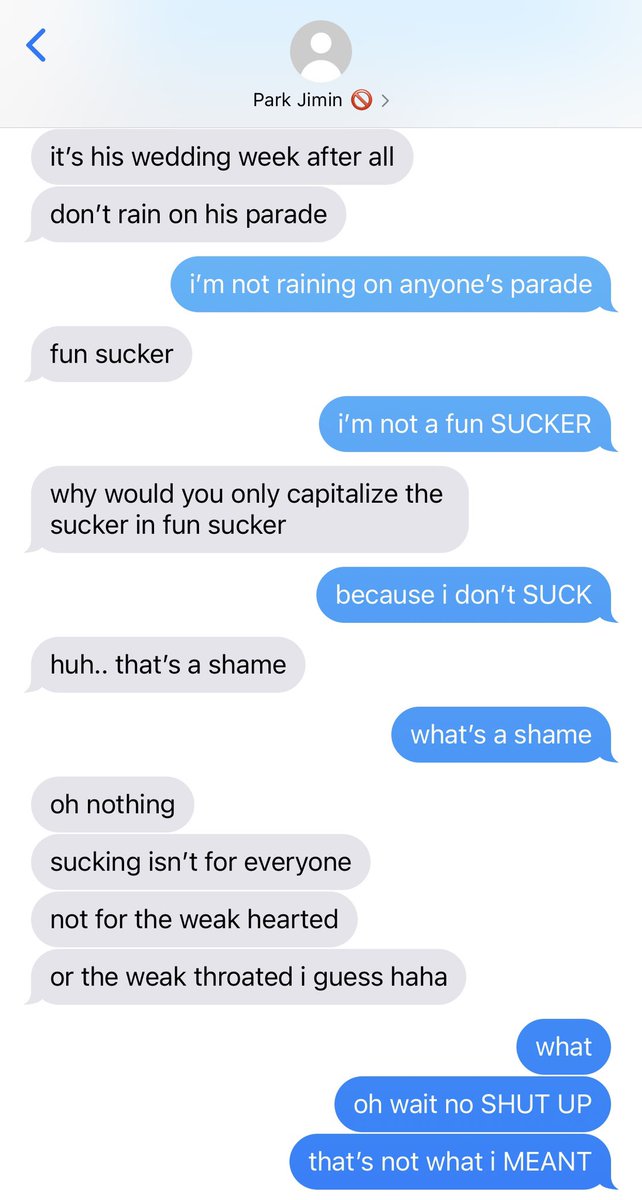 Park Jimin 🚫
it’s his wedding week after all
don’t rain on his parade
i’m not raining on anyone’s parade
fun sucker
i’m not a fun SUCKER
why would you only capitalize the
sucker in fun sucker
because i don’t SUCK
huh.. that’s a shame
what’s a shame
oh nothing
sucking isn’t for everyone
not for the weak hearted
or the weak throated i guess haha
what
oh wait no SHUT UP
that’s not what i MEANT